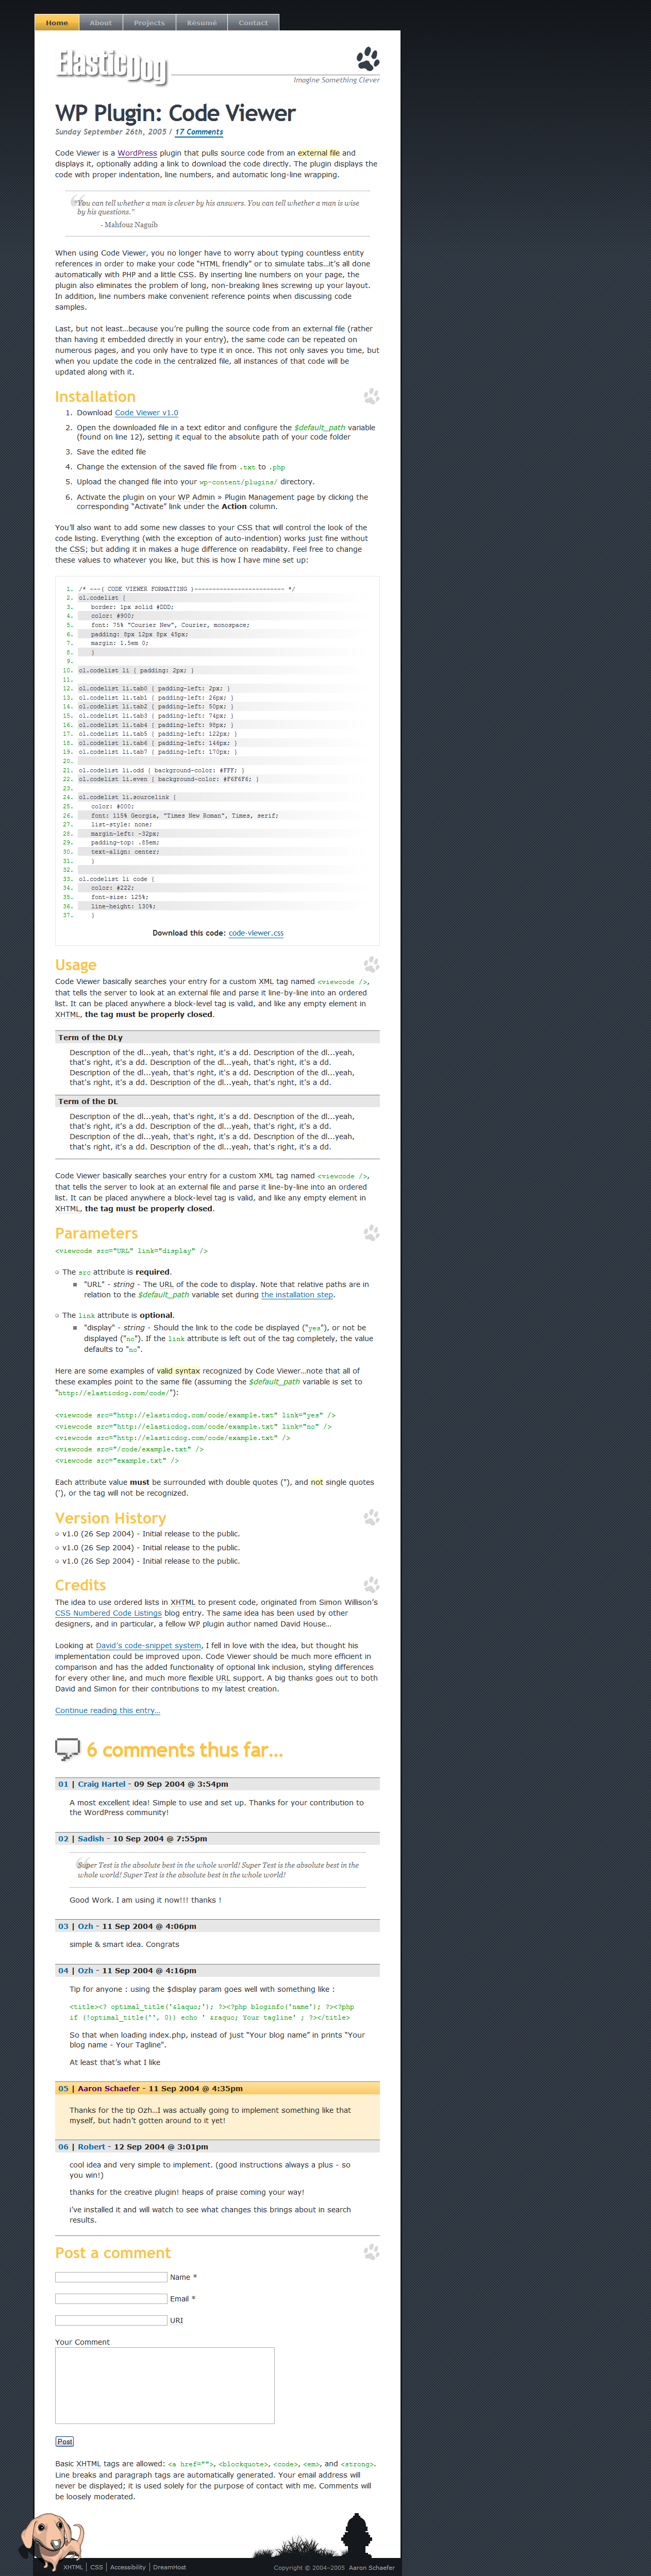 Home About Projects Résumé Contact
ElasticDog
Imagine Something Clever
WP Plugin: Code Viewer
Sunday September 26th, 2005 / 17 Comments
Code Viewer is a WordPress plugin that pulls source code from an external file and
displays it, optionally adding a link to download the code directly. The plugin displays the
code with proper indentation, line numbers, and automatic long-line wrapping.
“You can tell whether a man is clever by his answers. You can tell whether a man is wise
by his questions.”
- Mahfouz Naguib
When using Code Viewer, you no longer have to worry about typing countless entity
references in order to make your code “HTML friendly” or to simulate tabs…it’s all done
automatically with PHP and a little CSS. By inserting line numbers on your page, the
plugin also eliminates the problem of long, non-breaking lines screwing up your layout.
In addition, line numbers make convenient reference points when discussing code
samples.
Last, but not least…because you’re pulling the source code from an external file (rather
than having it embedded directly in your entry), the same code can be repeated on
numerous pages, and you only have to type it in once. This not only saves you time, but
when you update the code in the centralized file, all instances of that code will be
updated along with it.
Installation
1. Download Code Viewer v1.0
2. Open the downloaded file in a text editor and configure the $default_path variable
(found on line 12), setting it equal to the absolute path of your code folder
3. Save the edited file
4. Change the extension of the saved file from .txt to .php
5. Upload the changed file into your wp-content/plugins/ directory.
6. Activate the plugin on your WP Admin » Plugin Management page by clicking the
corresponding “Activate” link under the Action column.
You’ll also want to add some new classes to your CSS that will control the look of the
code listing. Everything (with the exception of auto-indention) works just fine without
the CSS; but adding it in makes a huge difference on readability. Feel free to change
these values to whatever you like, but this is how I have mine set up:
1. /* ---{ CODE VIEWER FORMATTING }------------------------- */
2. ol.codelist {
3. border: 1px solid #DDD;
4. color: #900;
5. font: 75% "Courier New", Courier, monospace;
6. padding: 8px 12px 8px 45px;
7. margin: 1.5em 0;
8. }
9.
10. ol.codelist li { padding: 2px; }
11.
12. ol.codelist li.tab0 { padding-left: 2px; }
13. ol.codelist li.tab1 { padding-left: 26px; }
14. ol.codelist li.tab2 { padding-left: 50px; }
15. ol.codelist li.tab3 { padding-left: 74px; }
16. ol.codelist li.tab4 { padding-left: 98px; }
17. ol.codelist li.tab5 { padding-left: 122px; }
18. ol.codelist li.tab6 { padding-left: 146px; }
19. ol.codelist li.tab7 { padding-left: 170px; }
20.
21. ol.codelist li.odd { background-color: #FFF; }
22. ol.codelist li.even { background-color: #F6F6F6; }
23.
24. ol.codelist li.sourcelink {
25. color: #000;
26. font: 115% Georgia, "Times New Roman", Times, serif;
27. list-style: none;
28. margin-left: -32px;
29. padding-top: .85em;
30. text-align: center;
31. }
32.
33. ol.codelist li code {
34. color: #222;
35. font-size: 125%;
36. line-height: 130%;
37. }
Download this code: code-viewer.css
Usage
Code Viewer basically searches your entry for a custom XML tag named <viewcode />,
that tells the server to look at an external file and parse it line-by-line into an ordered
list. It can be placed anywhere a block-level tag is valid, and like any empty element in
XHTML, the tag must be properly closed.
Term of the DLy
Description of the dl...yeah, that's right, it's a dd. Description of the dl...yeah,
that's right, it's a dd. Description of the dl...yeah, that's right, it's a dd.
Description of the dl...yeah, that's right, it's a dd. Description of the dl...yeah,
that's right, it's a dd. Description of the dl...yeah, that's right, it's a dd.
Term of the DL
Description of the dl...yeah, that's right, it's a dd. Description of the dl...yeah,
that's right, it's a dd. Description of the dl...yeah, that's right, it's a dd.
Description of the dl...yeah, that's right, it's a dd. Description of the dl...yeah,
that's right, it's a dd. Description of the dl...yeah, that's right, it's a dd.
Code Viewer basically searches your entry for a custom XML tag named <viewcode />,
that tells the server to look at an external file and parse it line-by-line into an ordered
list. It can be placed anywhere a block-level tag is valid, and like any empty element in
XHTML, the tag must be properly closed.
Parameters
<viewcode src="URL" link="display" />
The src attribute is required.
"URL" - string - The URL of the code to display. Note that relative paths are in
relation to the $default_path variable set during the installation step.
The link attribute is optional.
"display" - string - Should the link to the code be displayed ("yes"), or not be
displayed ("no"). If the link attribute is left out of the tag completely, the value
defaults to "no".
Here are some examples of valid syntax recognized by Code Viewer…note that all of
these examples point to the same file (assuming the $default_path variable is set to
"http://elasticdog.com/code/"):
<viewcode src="http://elasticdog.com/code/example.txt" link="yes" />
<viewcode src="http://elasticdog.com/code/example.txt" link="no" />
<viewcode src="http://elasticdog.com/code/example.txt" />
<viewcode src="/code/example.txt" />
<viewcode src="example.txt" />
Each attribute value must be surrounded with double quotes ("), and not single quotes
('), or the tag will not be recognized.
Version History
v1.0 (26 Sep 2004) - Initial release to the public.
v1.0 (26 Sep 2004) - Initial release to the public.
v1.0 (26 Sep 2004) - Initial release to the public.
Credits
The idea to use ordered lists in XHTML to present code, originated from Simon Willison’s
CSS Numbered Code Listings blog entry. The same idea has been used by other
designers, and in particular, a fellow WP plugin author named David House…
Looking at David’s code-snippet system, I fell in love with the idea, but thought his
implementation could be improved upon. Code Viewer should be much more efficient in
comparison and has the added functionality of optional link inclusion, styling differences
for every other line, and much more flexible URL support. A big thanks goes out to both
David and Simon for their contributions to my latest creation.
Continue reading this entry…
6 comments thus far…
01 | Craig Hartel - 09 Sep 2004 @ 3:54pm
A most excellent idea! Simple to use and set up. Thanks for your contribution to
the WordPress community!
02 | Sadish - 10 Sep 2004 @ 7:55pm
“Super Test is the absolute best in the whole world! Super Test is the absolute best in the
whole world! Super Test is the absolute best in the whole world!
Good Work. I am using it now!!! thanks !
03 | Ozh - 11 Sep 2004 @ 4:06pm
simple & smart idea. Congrats
04 | Ozh - 11 Sep 2004 @ 4:16pm
Tip for anyone : using the $display param goes well with something like :
<title><? optimal_title('&laquo;'); ?><?php bloginfo('name'); ?><?php
if (!optimal_title('', 0)) echo ' &raquo; Your tagline' ; ?></title>
So that when loading index.php, instead of just “Your blog name” in prints “Your
blog name - Your Tagline”.
At least that’s what I like
05 | Aaron Schaefer - 11 Sep 2004 @ 4:35pm
Thanks for the tip Ozh…I was actually going to implement something like that
myself, but hadn’t gotten around to it yet!
06 | Robert - 12 Sep 2004 @ 3:01pm
cool idea and very simple to implement. (good instructions always a plus - so
you win!)
thanks for the creative plugin! heaps of praise coming your way!
i’ve installed it and will watch to see what changes this brings about in search
results.
Post a comment
Name *
Email *
URI
Your Comment
Post
Basic XHTML tags are allowed: <a href="">, <blockquote>, <code>, <em>, and <strong>.
Line breaks and paragraph tags are automatically generated. Your email address will
never be displayed; it is used solely for the purpose of contact with me. Comments will
be loosely moderated.
XHTML | CSS | Accessibility | DreamHost
Copyright © 2004–2005 Aaron Schaefer